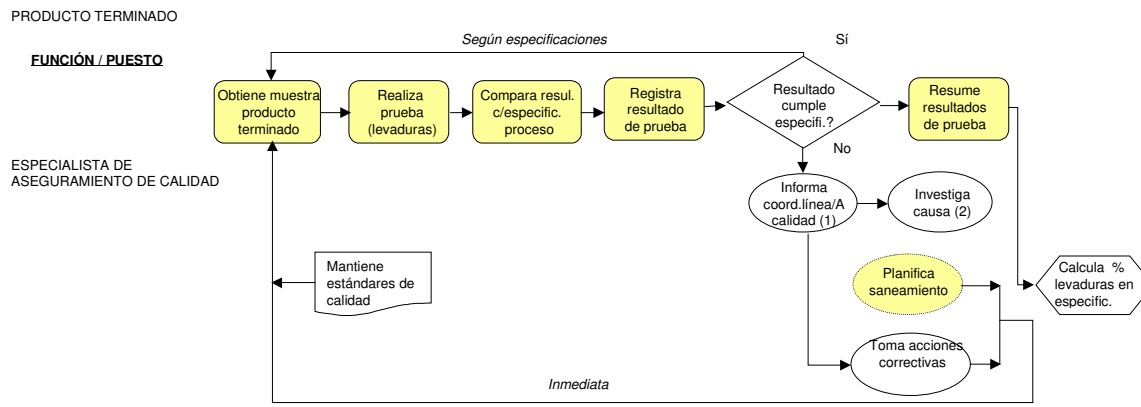 PRODUCTO TERMINADO
FUNCIÓN / PUESTO
Según especificaciones
Sí
Obtiene muestra
producto
terminado
Realiza
prueba
(levaduras)
Compara resul.
c/especific.
proceso
Registra
resultado
de prueba
Resultado
cumple
especifi.?
Resume
resultados
de prueba
No
ESPECIALISTA DE
ASEGURAMIENTO DE CALIDAD
Informa
coord.línea/A
calidad (1)
Investiga
causa (2)
Mantiene
estándares de
calidad
Planifica
saneamiento
Calcula %
levaduras en
especific.
Toma acciones
correctivas
Inmediata